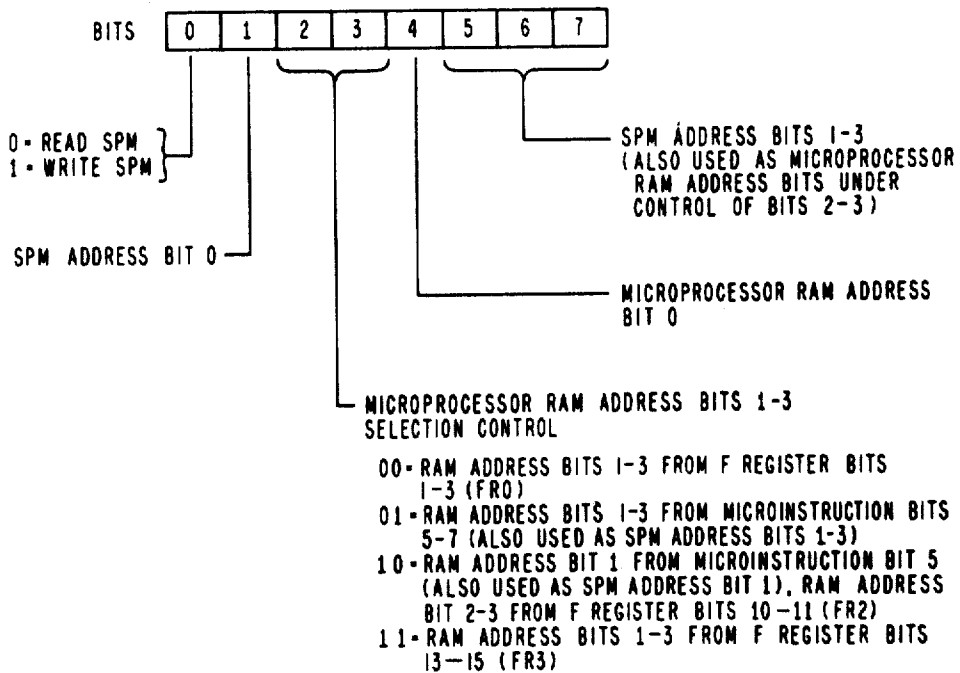 BITS 0 1 2 3 4 5 6 7
0 = READ SPM
1 = WRITE SPM
SPM ADDRESS BITS 1-3
(ALSO USED AS MICROPROCESSOR
RAM ADDRESS BITS UNDER
CONTROL OF BITS 2-3)
SPM ADDRESS BIT 0
MICROPROCESSOR RAM ADDRESS
BIT 0
MICROPROCESSOR RAM ADDRESS BITS 1-3
SELECTION CONTROL
00 = RAM ADDRESS BITS 1-3 FROM F REGISTER BITS
1-3 (FR0)
01 = RAM ADDRESS BITS 1-3 FROM MICROINSTRUCTION BITS
5-7 (ALSO USED AS SPM ADDRESS BITS 1-3)
10 = RAM ADDRESS BIT 1 FROM MICROINSTRUCTION BIT 5
(ALSO USED AS SPM ADDRESS BIT 1), RAM ADDRESS
BIT 2-3 FROM F REGISTER BITS 10-11 (FR2)
11 = RAM ADDRESS BITS 1-3 FROM F REGISTER BITS
13-15 (FR3)